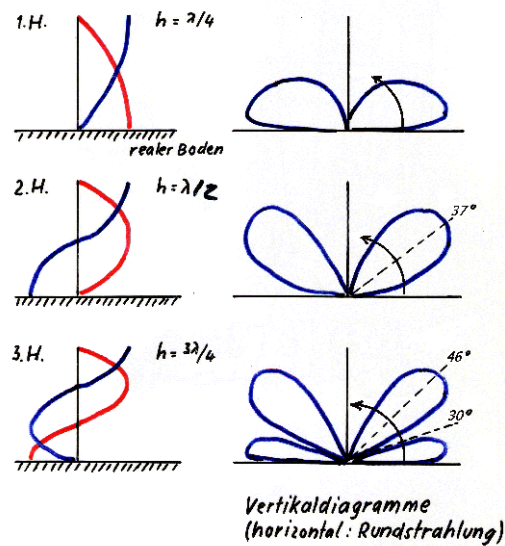 1.H. h = λ/4
realer Boden
2.H. h = λ/2
37°
3.H. h = 3λ/4
46°
30°
Vertikaldiagramme
(horizontal: Rundstrahlung)